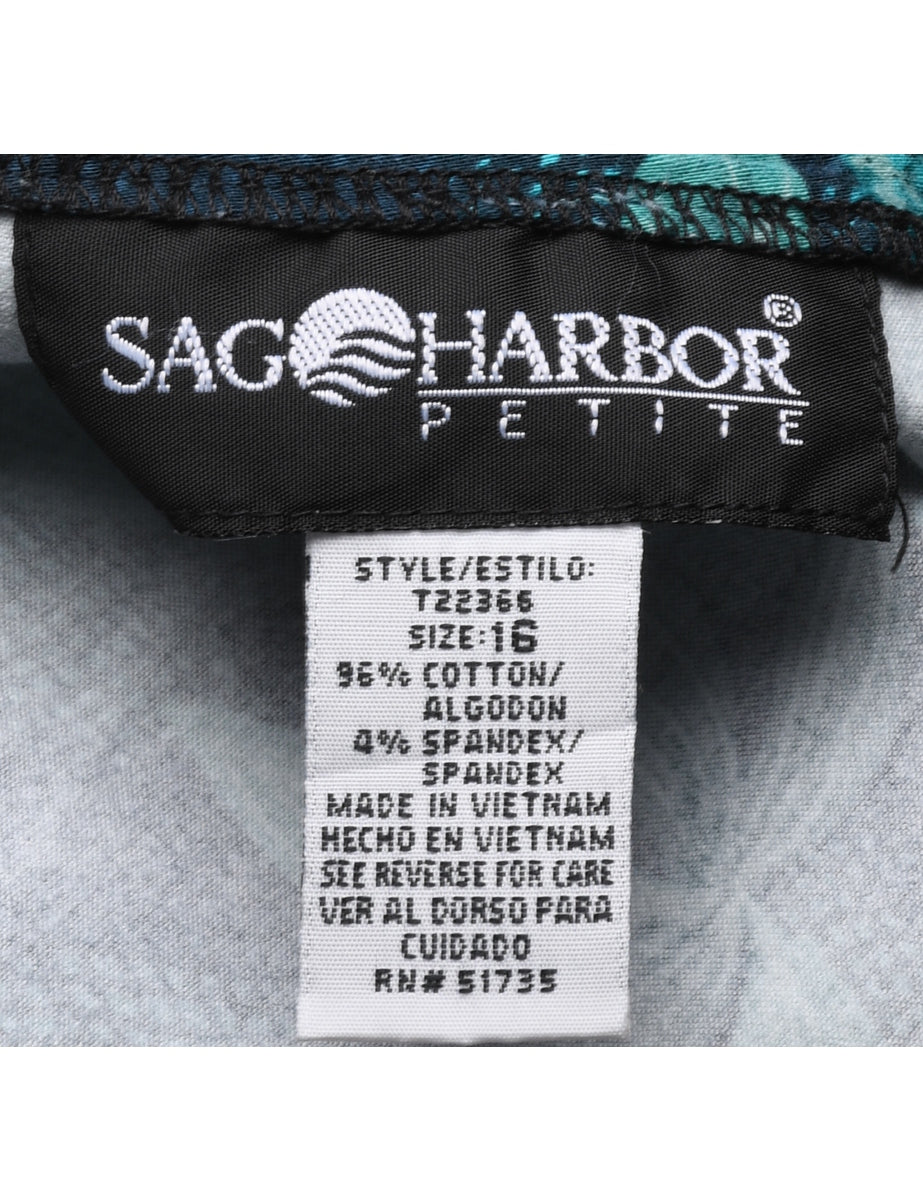 SAG HARBOR®
PETITE
STYLE/ESTILO:
T22366
SIZE:16
96% COTTON/
ALGODON
4% SPANDEX/
SPANDEX
MADE IN VIETNAM
HECHO EN VIETNAM
SEE REVERSE FOR CARE
VER AL DORSO PARA
CUIDADO
RN# 51735